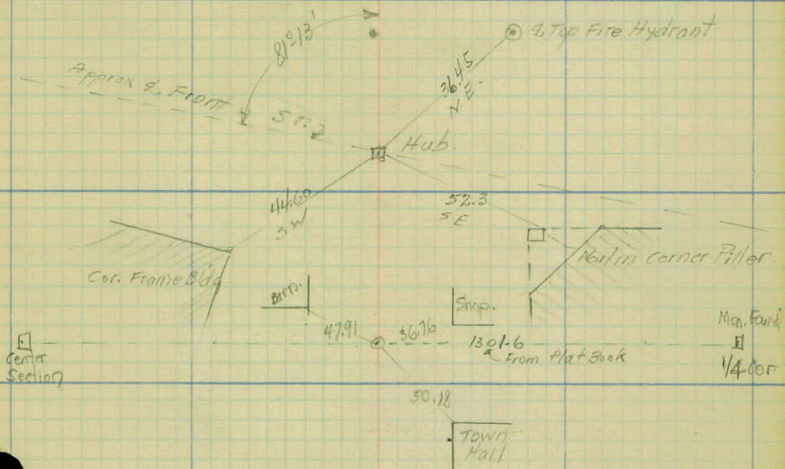 81°13'
℄ Top Fire Hydrant
36.45
N.E.
Approx ℄ Front ST.
Hub.
44.60
SW
52.3
SE
Cor. Frame Bldg
Corner Piller
Barn.
Shop.
47.91
36.76
1301.6
from Plat Book
Mon. Found
1/4 Cor
Center
Section
50.18
Town
Hall